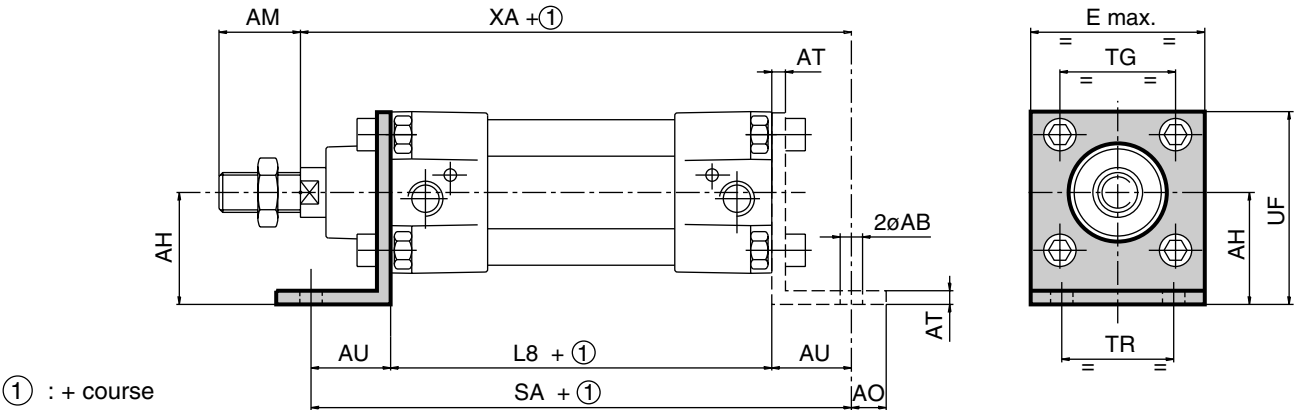 AM
XA +①
E max.
AT
=
=
TG
=
=
AH
2øAB
AH
UF
AT
AU
L8 + ①
AU
TR
=
=
① : + course
SA + ①
AO